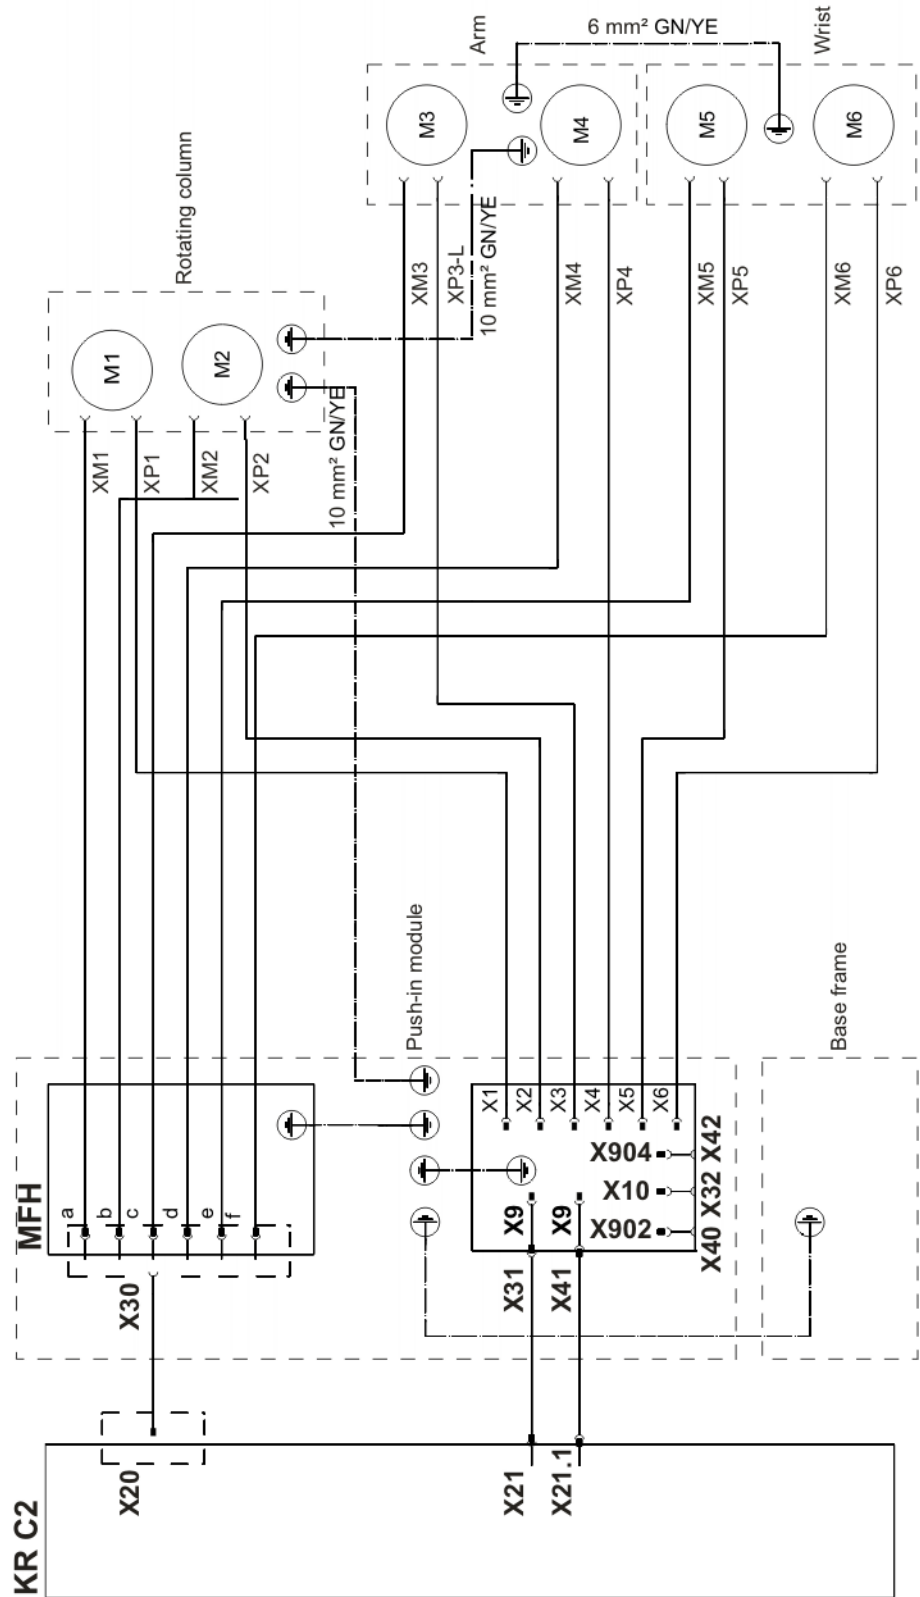 6 mm² GN/YE
Arm
Wrist
M3
M4
M5
M6
Rotating column
10 mm² GN/YE
XM3
XP3-L
XM4
XP4
XM5
XP5
XM6
XP6
M1
M2
10 mm² GN/YE
XM1
XP1
XM2
XP2
Push-in module
Base frame
MFH
a
b
c
d
e
f
X30
X1
X2
X3
X4
X5
X6
X904
X42
X10
X32
X902
X40
X9
X9
X31
X41
KR C2
X20
X21
X21.1